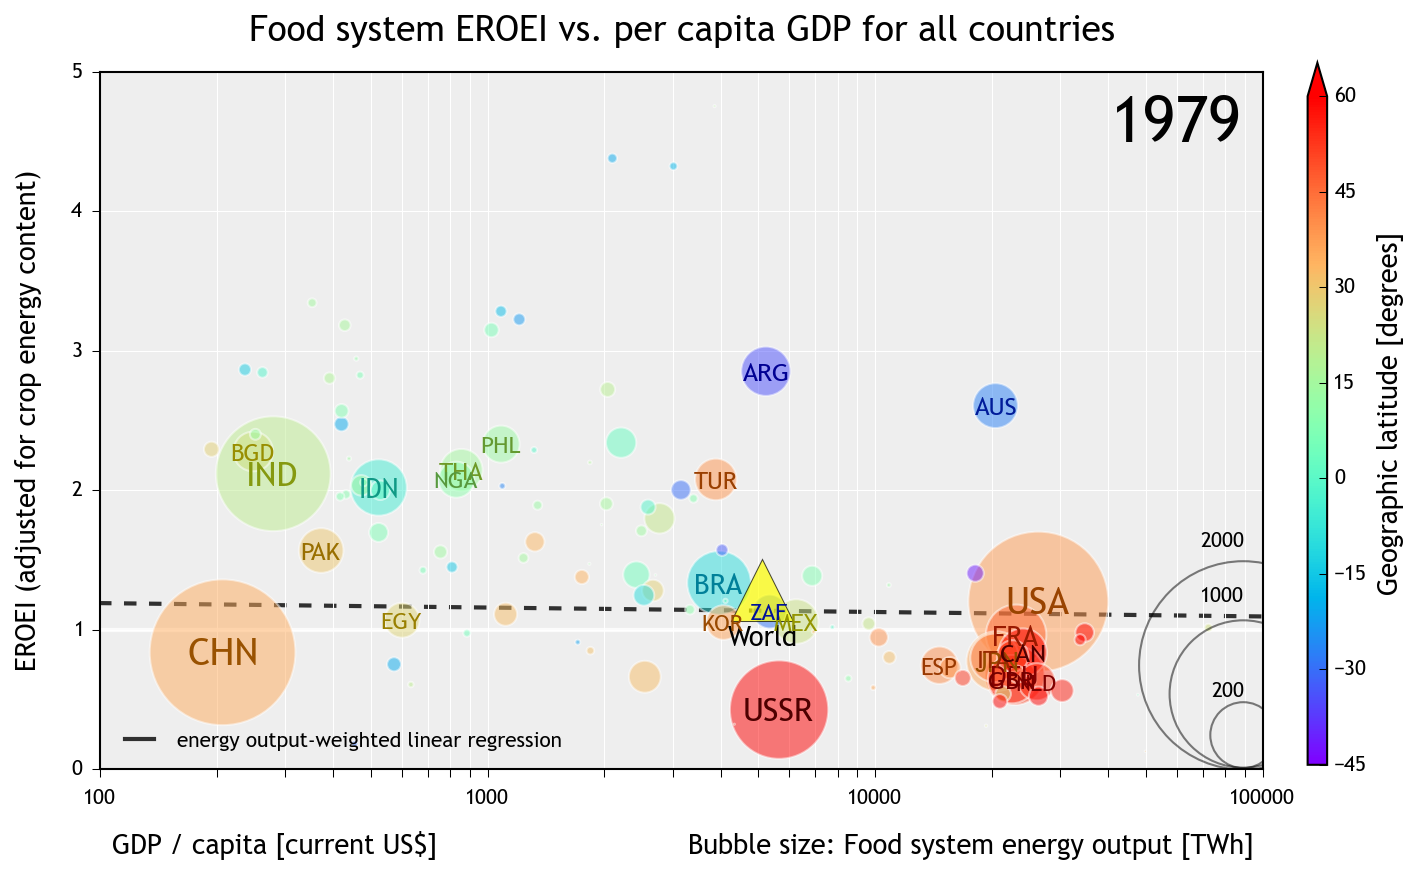 Food system EROEI vs. per capita GDP for all countries
1979
EROEI (adjusted for crop energy content)
5
4
3
2
1
0
ARG
AUS
PHL
BGD
THA
NGA
IND
IDN
TUR
PAK
BRA
USA
ZAF
EGY
KOR
MEX
World
FRA
CHN
CAN
ESP
DEU
GBR
USSR
2000
1000
200
energy output-weighted linear regression
100
1000
10000
100000
GDP / capita [current US$]
Bubble size: Food system energy output [TWh]
60
45
30
15
0
−15
−30
−45
Geographic latitude [degrees]